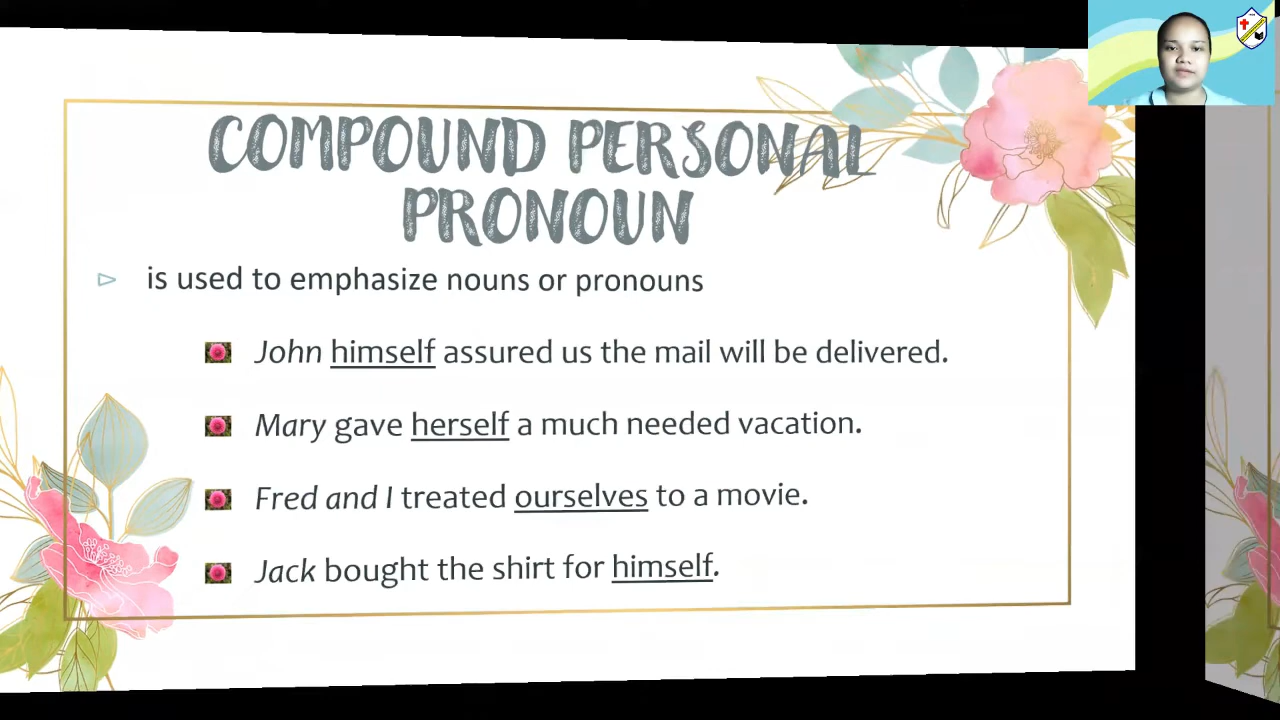 COMPOUND PERSONAL
PRONOUN
is used to emphasize nouns or pronouns
John himself assured us the mail will be delivered.
Mary gave herself a much needed vacation.
Fred and I treated ourselves to a movie.
Jack bought the shirt for himself.